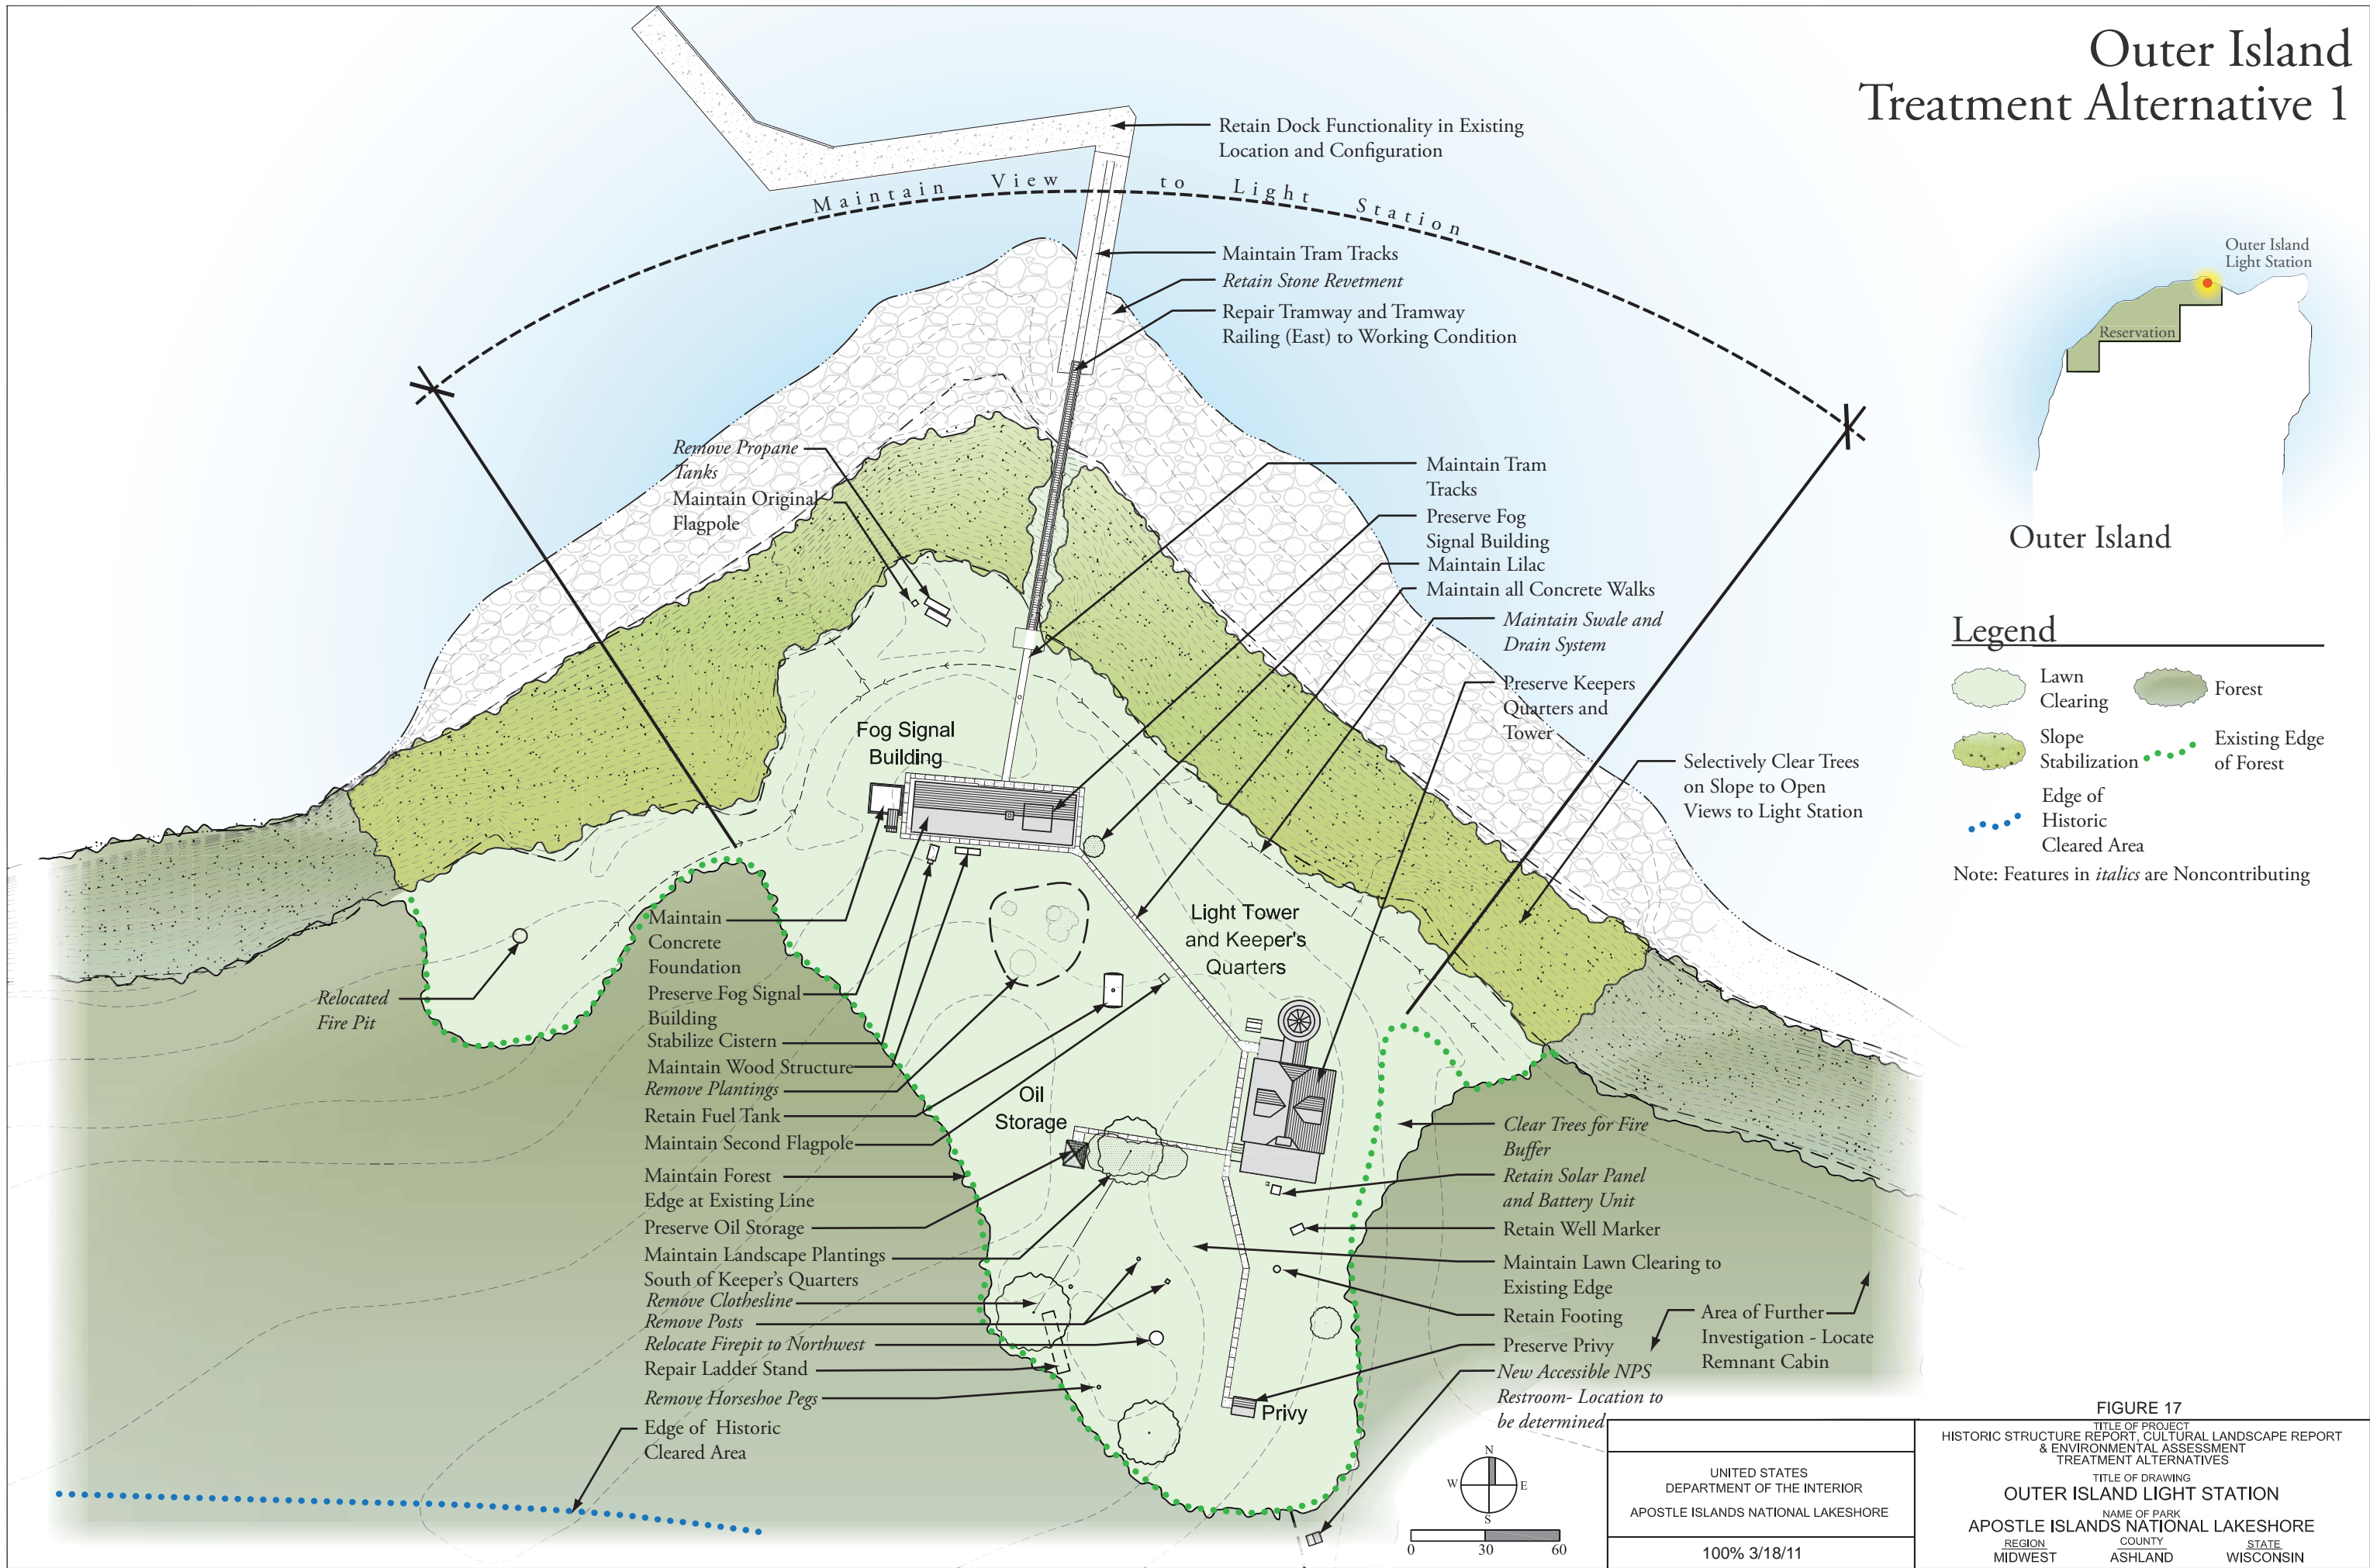 Outer Island
Treatment Alternative 1
Retain Dock Functionality in Existing
Location and Configuration
Maintain View to Light Station
Maintain Tram Tracks
Retain Stone Revetment
Repair Tramway and Tramway
Railing (East) to Working Condition
Outer Island
Light Station
Reservation
Outer Island
Remove Propane
Tanks
Maintain Original
Flagpole
Maintain Tram
Tracks
Preserve Fog
Signal Building
Maintain Lilac
Maintain all Concrete Walks
Maintain Swale and
Drain System
Preserve Keepers
Quarters and
Tower
Selectively Clear Trees
on Slope to Open
Views to Light Station
Legend
Lawn
Clearing
Forest
Slope
Stabilization
Existing Edge
of Forest
Edge of
Historic
Cleared Area
Note: Features in italics are Noncontributing
Fog Signal
Building
Light Tower
and Keeper's
Quarters
Oil
Storage
Privy
Relocated
Fire Pit
Maintain
Concrete
Foundation
Preserve Fog Signal
Building
Stabilize Cistern
Maintain Wood Structure
Remove Plantings
Retain Fuel Tank
Maintain Second Flagpole
Maintain Forest
Edge at Existing Line
Preserve Oil Storage
Maintain Landscape Plantings
South of Keeper's Quarters
Remove Clothesline
Remove Posts
Relocate Firepit to Northwest
Repair Ladder Stand
Remove Horseshoe Pegs
Edge of Historic
Cleared Area
Clear Trees for Fire
Buffer
Retain Solar Panel
and Battery Unit
Retain Well Marker
Maintain Lawn Clearing to
Existing Edge
Retain Footing
Preserve Privy
New Accessible NPS
Restroom- Location to
be determined
Area of Further
Investigation - Locate
Remnant Cabin
N
W
E
S
0 30 60
UNITED STATES
DEPARTMENT OF THE INTERIOR
APOSTLE ISLANDS NATIONAL LAKESHORE
100% 3/18/11
FIGURE 17
TITLE OF PROJECT
HISTORIC STRUCTURE REPORT, CULTURAL LANDSCAPE REPORT
& ENVIRONMENTAL ASSESSMENT
TREATMENT ALTERNATIVES
TITLE OF DRAWING
OUTER ISLAND LIGHT STATION
NAME OF PARK
APOSTLE ISLANDS NATIONAL LAKESHORE
REGION COUNTY STATE
MIDWEST ASHLAND WISCONSIN